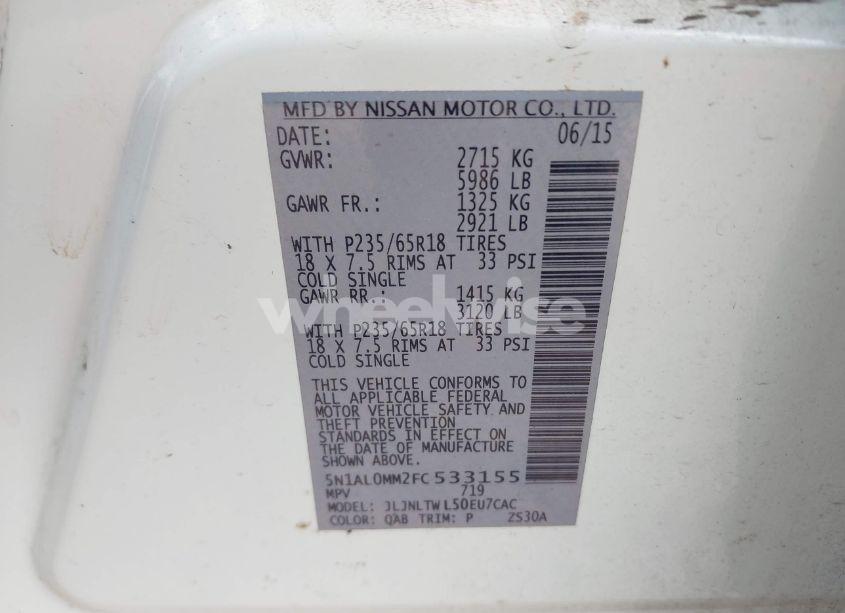 MFD BY NISSAN MOTOR CO., LTD.
DATE: 06/15
GVWR: 2715 KG
5986 LB
GAWR FR.: 1325 KG
2921 LB
WITH P235/65R18 TIRES
18 X 7.5 RIMS AT 33 PSI
COLD SINGLE
GAWR RR.: 1415 KG
3120 LB
WITH P235/65R18 TIRES
18 X 7.5 RIMS AT 33 PSI
COLD SINGLE
THIS VEHICLE CONFORMS TO
ALL APPLICABLE FEDERAL
MOTOR VEHICLE SAFETY AND
THEFT PREVENTION
STANDARDS IN EFFECT ON
THE DATE OF MANUFACTURE
SHOWN ABOVE.
5N1AL0MM2FC533155
MPV 719
MODEL: JLJNLTW L50EU7CAC
COLOR: QAB TRIM: P ZS30A
wheelwise